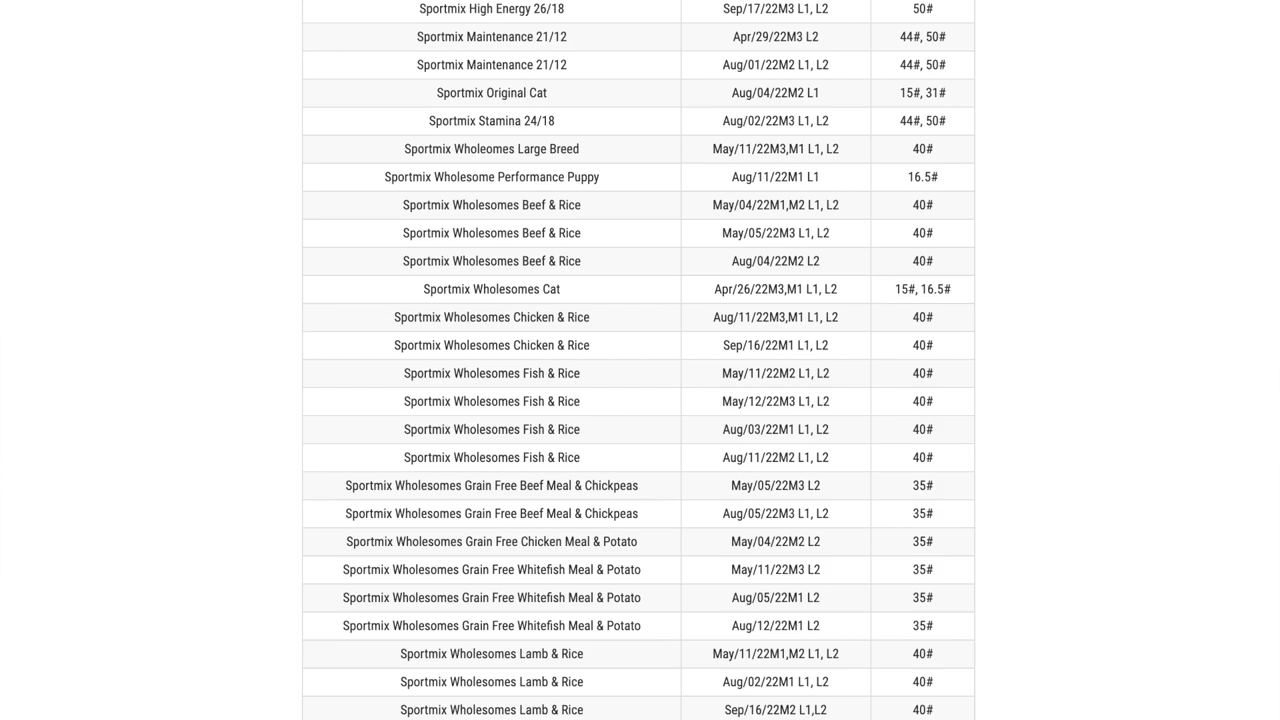 Sportmix High Energy 26/18 Sep/17/22M3 L1, L2 50#
Sportmix Maintenance 21/12 Apr/29/22M3 L2 44#, 50#
Sportmix Maintenance 21/12 Aug/01/22M2 L1, L2 44#, 50#
Sportmix Original Cat Aug/04/22M2 L1 15#, 31#
Sportmix Stamina 24/18 Aug/02/22M3 L1, L2 44#, 50#
Sportmix Wholeomes Large Breed May/11/22M3,M1 L1, L2 40#
Sportmix Wholesome Performance Puppy Aug/11/22M1 L1 16.5#
Sportmix Wholesomes Beef & Rice May/04/22M1,M2 L1, L2 40#
Sportmix Wholesomes Beef & Rice May/05/22M3 L1, L2 40#
Sportmix Wholesomes Beef & Rice Aug/04/22M2 L2 40#
Sportmix Wholesomes Cat Apr/26/22M3,M1 L1, L2 15#, 16.5#
Sportmix Wholesomes Chicken & Rice Aug/11/22M3,M1 L1, L2 40#
Sportmix Wholesomes Chicken & Rice Sep/16/22M1 L1, L2 40#
Sportmix Wholesomes Fish & Rice May/11/22M2 L1, L2 40#
Sportmix Wholesomes Fish & Rice May/12/22M3 L1, L2 40#
Sportmix Wholesomes Fish & Rice Aug/03/22M1 L1, L2 40#
Sportmix Wholesomes Fish & Rice Aug/11/22M2 L1, L2 40#
Sportmix Wholesomes Grain Free Beef Meal & Chickpeas May/05/22M3 L2 35#
Sportmix Wholesomes Grain Free Beef Meal & Chickpeas Aug/05/22M3 L1, L2 35#
Sportmix Wholesomes Grain Free Chicken Meal & Potato May/04/22M2 L2 35#
Sportmix Wholesomes Grain Free Whitefish Meal & Potato May/11/22M3 L2 35#
Sportmix Wholesomes Grain Free Whitefish Meal & Potato Aug/05/22M1 L2 35#
Sportmix Wholesomes Grain Free Whitefish Meal & Potato Aug/12/22M1 L2 35#
Sportmix Wholesomes Lamb & Rice May/11/22M1,M2 L1, L2 40#
Sportmix Wholesomes Lamb & Rice Aug/02/22M1 L1, L2 40#
Sportmix Wholesomes Lamb & Rice Sep/16/22M2 L1,L2 40#